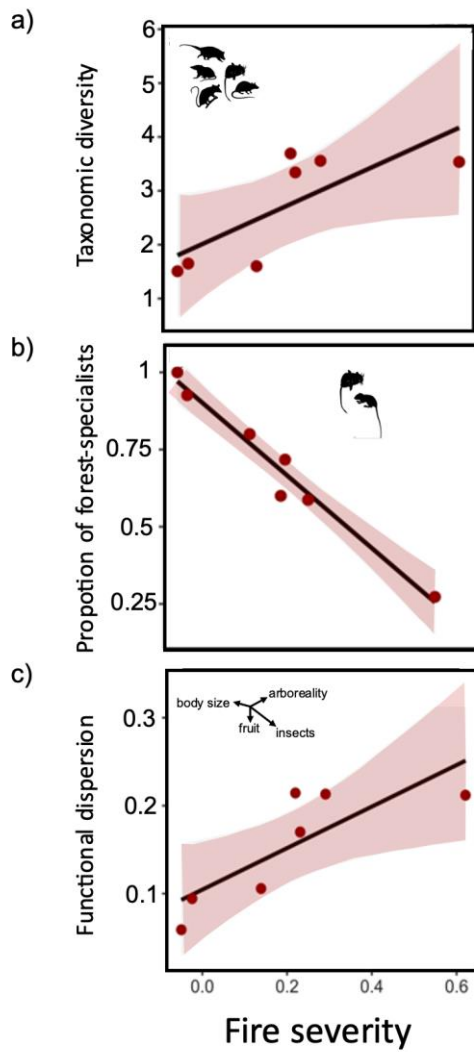 a)
Taxonomic diversity
6
5
4
3
2
1
b)
Propotion of forest-specialists
1
0.75
0.5
0.25
c)
Functional dispersion
body size
arboreality
fruit
insects
0.3
0.2
0.1
0.0 0.2 0.4 0.6
Fire severity